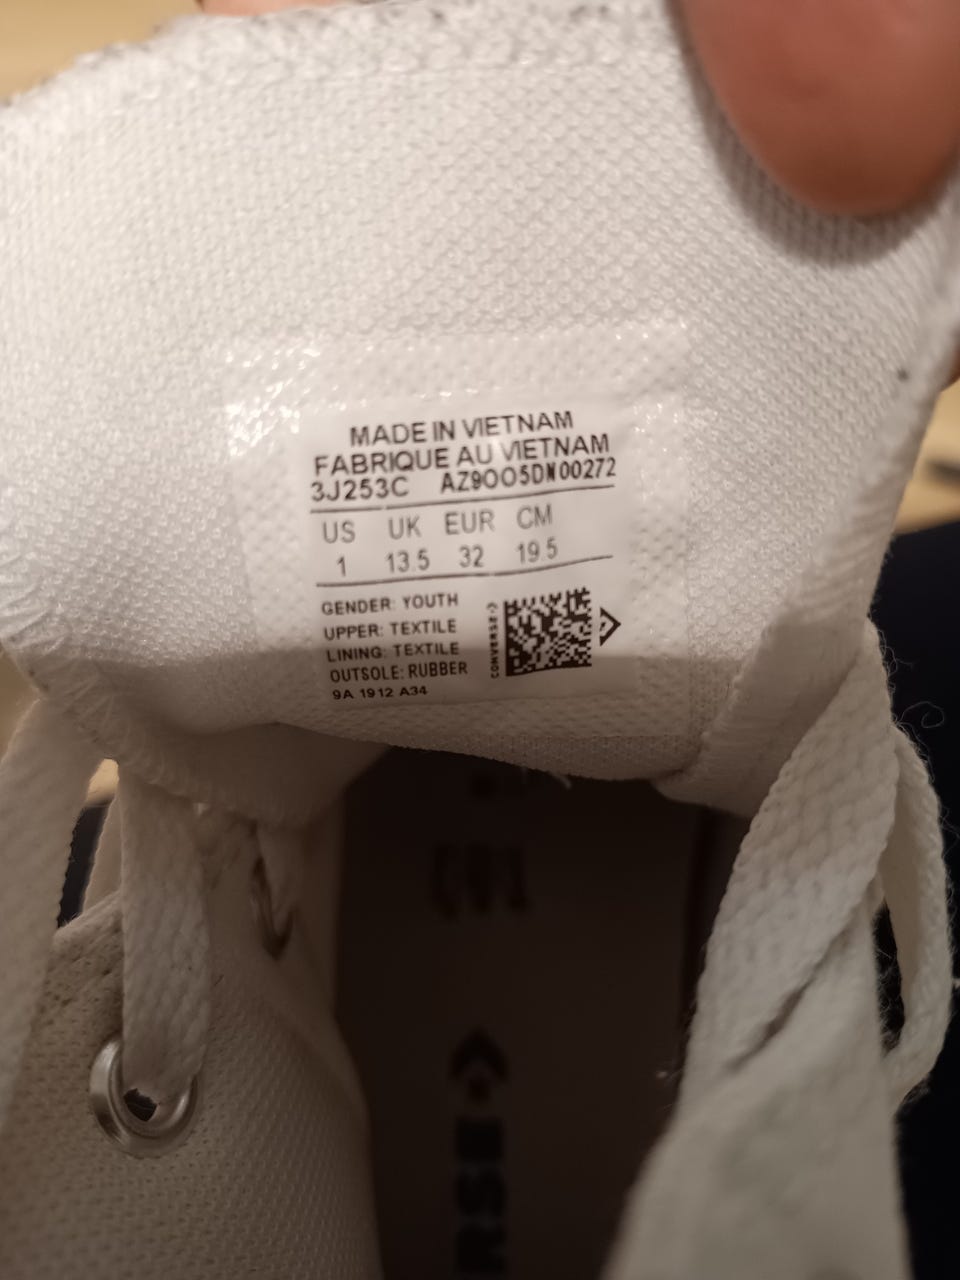 MADE IN VIETNAM
FABRIQUE AU VIETNAM
3J253C AZ9OO5DN00272
US UK EUR CM
1 13.5 32 19.5
GENDER: YOUTH
UPPER: TEXTILE
LINING: TEXTILE
OUTSOLE: RUBBER
9A 1912 A34
CONVERSE